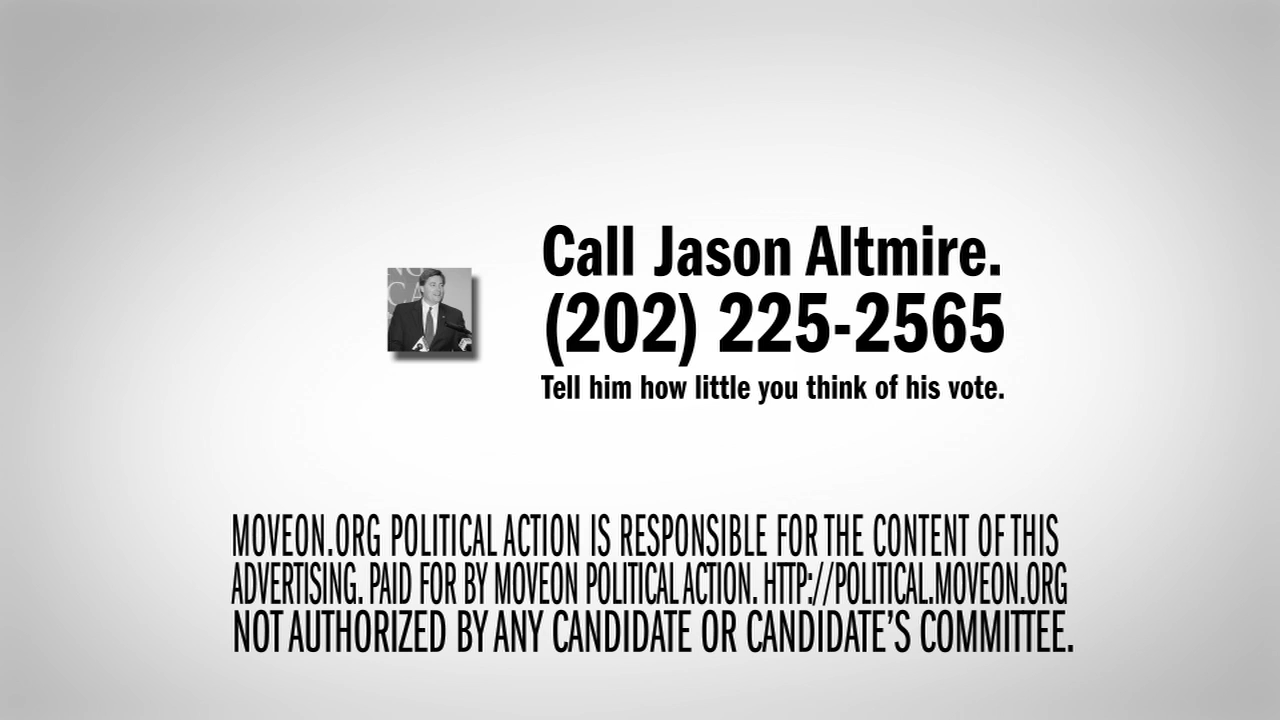 Call Jason Altmire.
(202) 225-2565
Tell him how little you think of his vote.
MOVEON.ORG POLITICAL ACTION IS RESPONSIBLE FOR THE CONTENT OF THIS
ADVERTISING. PAID FOR BY MOVEON POLITICAL ACTION. HTTP://POLITICAL.MOVEON.ORG
NOT AUTHORIZED BY ANY CANDIDATE OR CANDIDATE'S COMMITTEE.